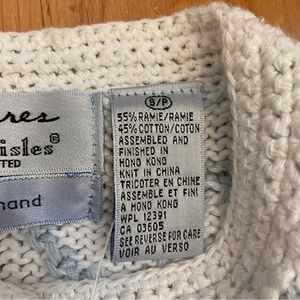 res
isles®
TED
hand
S/P
55% RAMIE/RAMIE
45% COTTON/COTON
ASSEMBLED AND
FINISHED IN
HONG KONG
KNIT IN CHINA
TRICOTER EN CHINE
ASSEMBLE ET FINI
A HONG KONG
WPL 12391
CA 03605
SEE REVERSE FOR CARE
VOIR AU VERSO